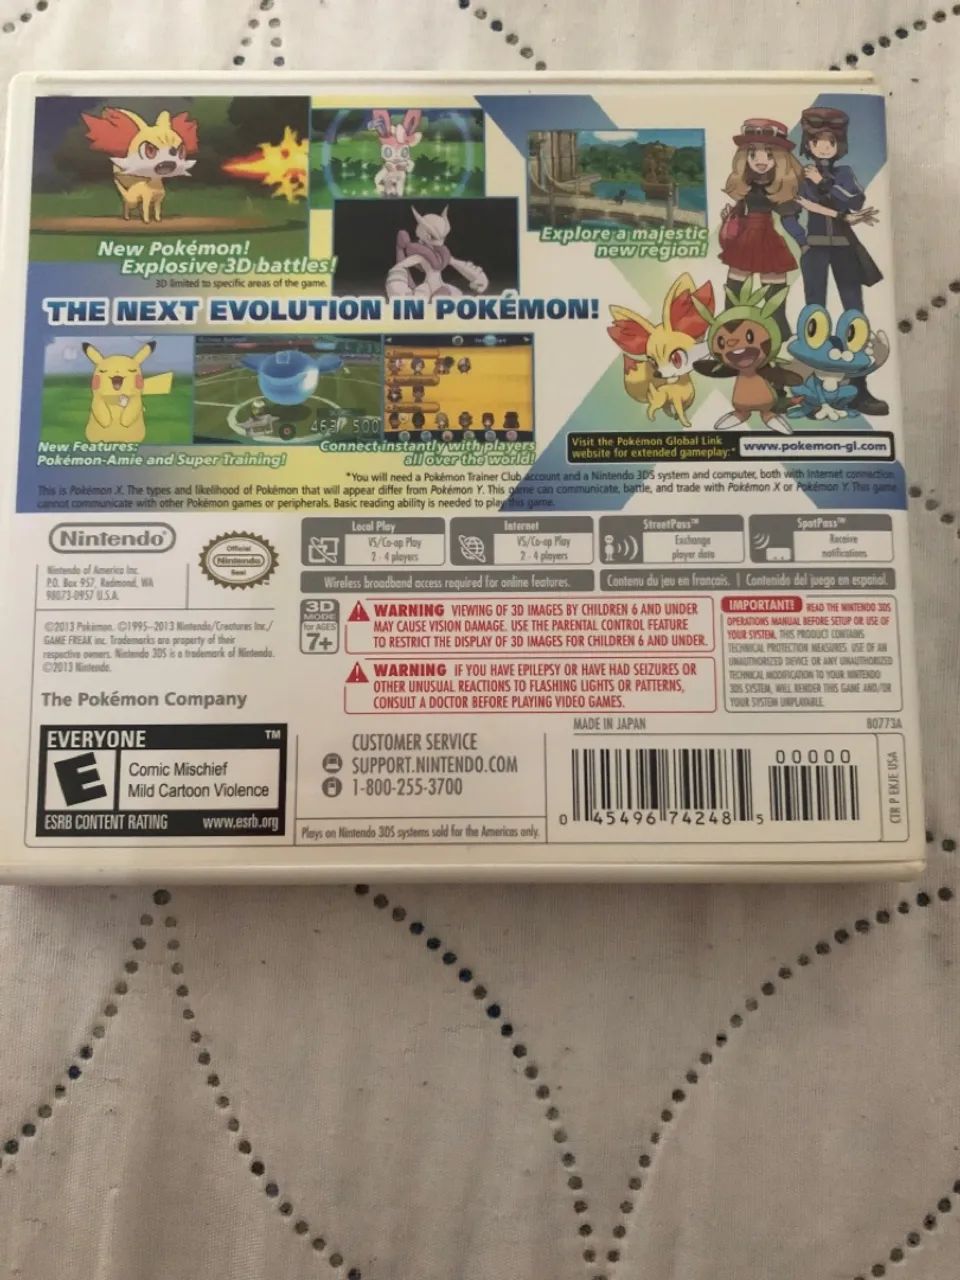 New Pokémon!
Explosive 3D battles!
3D limited to specific areas of the game.
Explore a majestic
new region!
THE NEXT EVOLUTION IN POKÉMON!
463/500
New Features:
Pokémon-Amie and Super Training!
Connect instantly with players
all over the world!
Visit the Pokémon Global Link
website for extended gameplay:*
www.pokemon-gl.com
*You will need a Pokémon Trainer Club account and a Nintendo 3DS system and computer, both with Internet connection.
This is Pokémon X. The types and likelihood of Pokémon that will appear differ from Pokémon Y. This game can communicate, battle, and trade with Pokémon X or Pokémon Y. This game
cannot communicate with other Pokémon games or peripherals. Basic reading ability is needed to play this game.
Nintendo®
Nintendo of America Inc.
P.O. Box 957, Redmond, WA
98073-0957 U.S.A.
Official
Nintendo
Seal
Local Play
VS/Co-op Play
2 - 4 players
Internet
VS/Co-op Play
2 - 4 players
StreetPass™
Exchange
player data
SpotPass™
Receive
notifications
Wireless broadband access required for online features.
Contenu du jeu en français. | Contenido del juego en español.
©2013 Pokémon. ©1995–2013 Nintendo/Creatures Inc./
GAME FREAK inc. Trademarks are property of their
respective owners. Nintendo 3DS is a trademark of Nintendo.
©2013 Nintendo.
The Pokémon Company
3D
MODE
for AGES
7+
WARNING VIEWING OF 3D IMAGES BY CHILDREN 6 AND UNDER
MAY CAUSE VISION DAMAGE. USE THE PARENTAL CONTROL FEATURE
TO RESTRICT THE DISPLAY OF 3D IMAGES FOR CHILDREN 6 AND UNDER.
WARNING IF YOU HAVE EPILEPSY OR HAVE HAD SEIZURES OR
OTHER UNUSUAL REACTIONS TO FLASHING LIGHTS OR PATTERNS,
CONSULT A DOCTOR BEFORE PLAYING VIDEO GAMES.
IMPORTANT! READ THE NINTENDO 3DS
OPERATIONS MANUAL BEFORE SETUP OR USE OF
YOUR SYSTEM. THIS PRODUCT CONTAINS
TECHNICAL PROTECTION MEASURES. USE OF AN
UNAUTHORIZED DEVICE OR ANY UNAUTHORIZED
TECHNICAL MODIFICATION TO YOUR NINTENDO
3DS SYSTEM, WILL RENDER THIS GAME AND/OR
YOUR SYSTEM UNPLAYABLE.
MADE IN JAPAN
80773A
EVERYONE
TM
E
Comic Mischief
Mild Cartoon Violence
ESRB CONTENT RATING
www.esrb.org
CUSTOMER SERVICE
SUPPORT.NINTENDO.COM
1-800-255-3700
Plays on Nintendo 3DS systems sold for the Americas only.
0 45496 74248 5
00000
CTR P EKJE USA